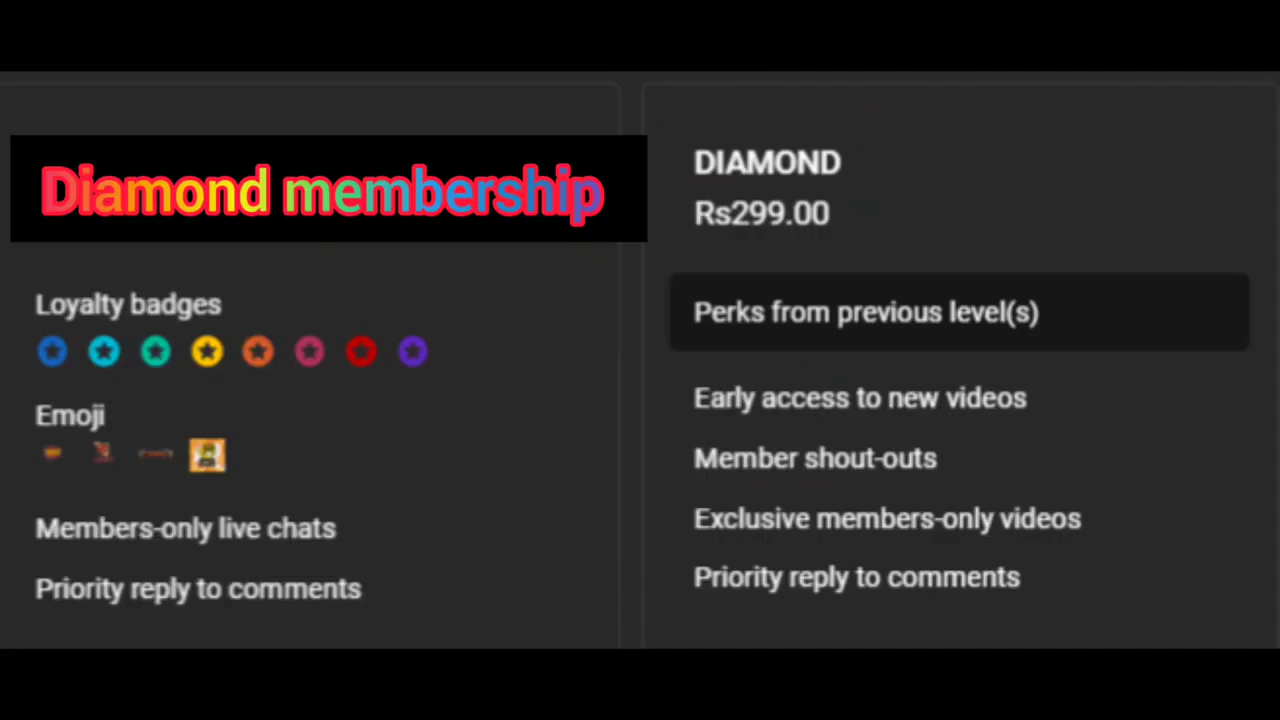 Diamond membership
Loyalty badges
Emoji
Members-only live chats
Priority reply to comments
DIAMOND
Rs299.00
Perks from previous level(s)
Early access to new videos
Member shout-outs
Exclusive members-only videos
Priority reply to comments